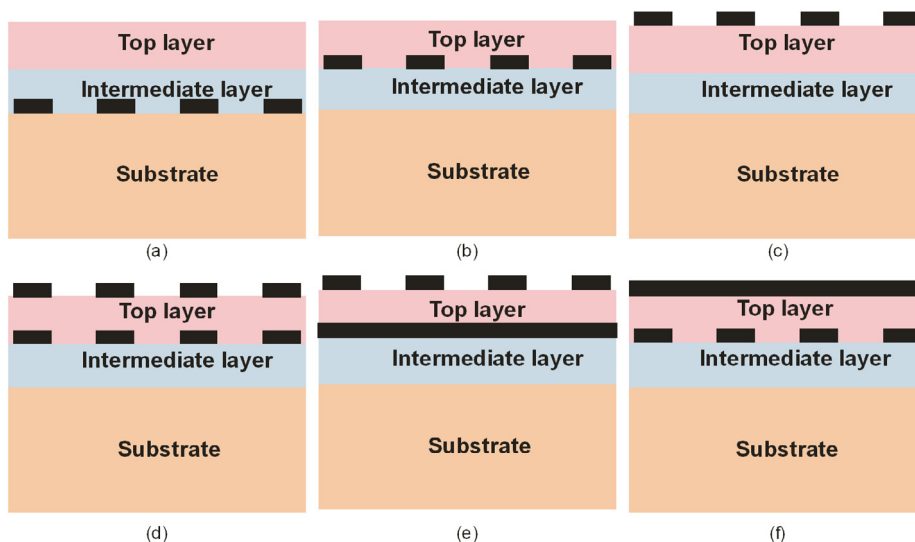 Top layer
Intermediate layer
Substrate
(a)
Top layer
Intermediate layer
Substrate
(b)
Top layer
Intermediate layer
Substrate
(c)
Top layer
Intermediate layer
Substrate
(d)
Top layer
Intermediate layer
Substrate
(e)
Top layer
Intermediate layer
Substrate
(f)